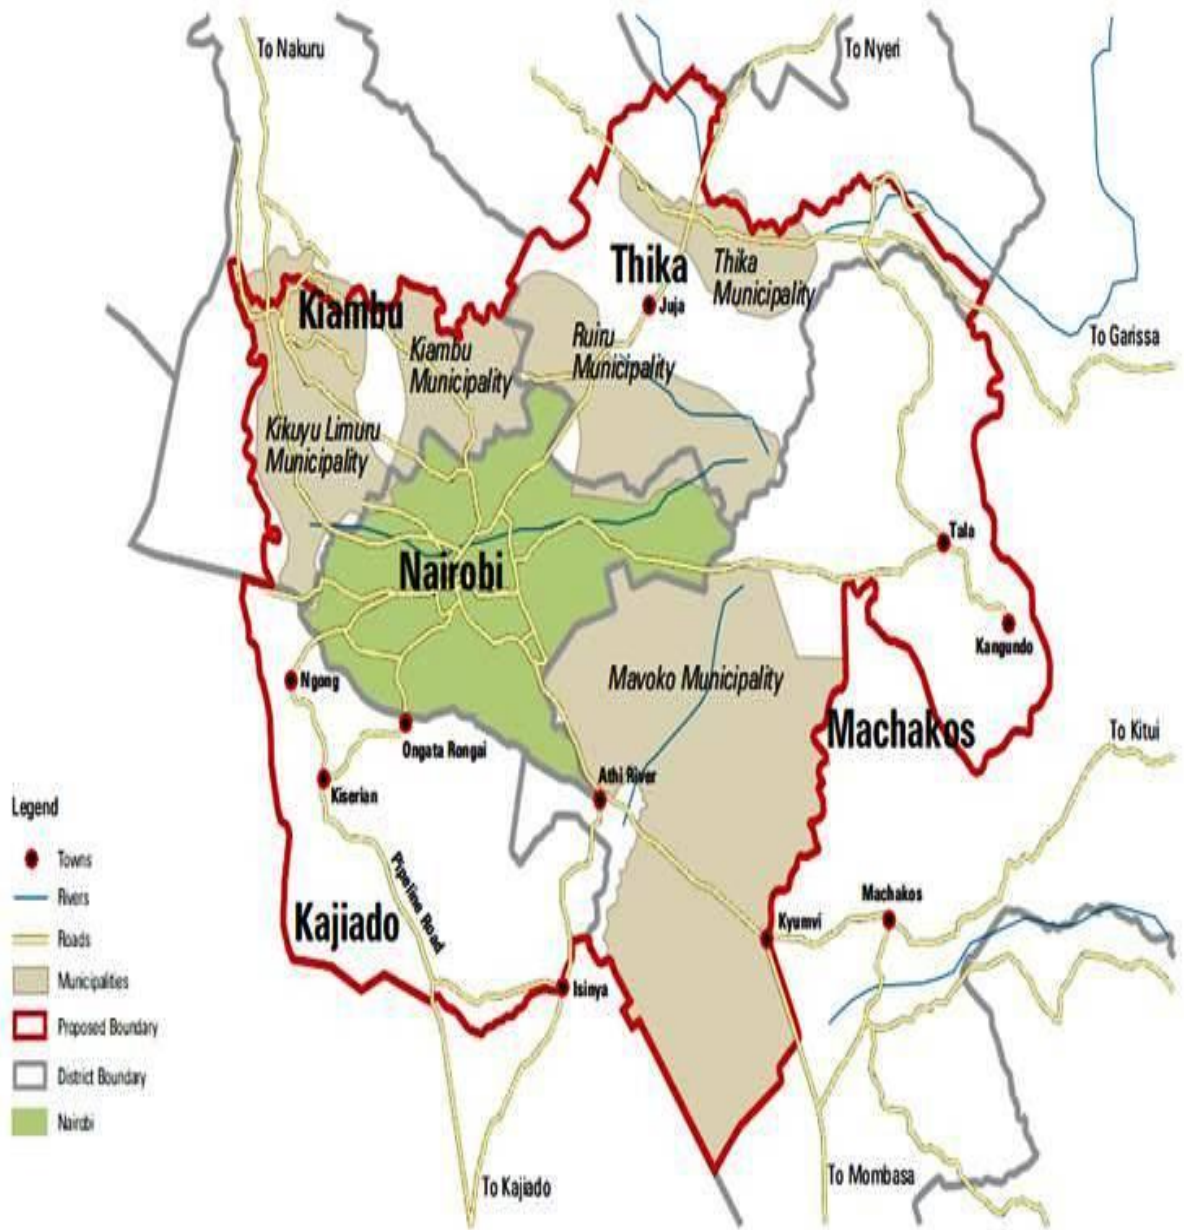 To Nakuru
To Nyeri
Thika
Thika
Municipality
Juja
Kiambu
Kiambu
Municipality
Ruiru
Municipality
To Garissa
Kikuyu Limuru
Municipality
Tala
Nairobi
Kangundo
Ngong
Mavoko Municipality
Machakos
Ongata Rongai
To Kitui
Athi River
Kiserian
Legend
Towns
Rivers
Roads
Municipalities
Proposed Boundary
District Boundary
Nairobi
Pipeline Road
Kajiado
Machakos
Kyumvi
Isinya
To Mombasa
To Kajiado